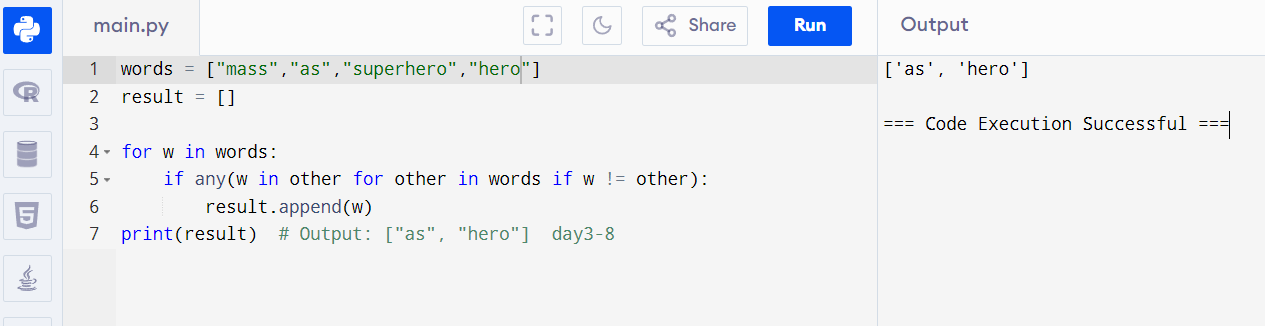 main.py
Share
Run
Output
1 words = ["mass","as","superhero","hero"]
2 result = []
3
4 for w in words:
5     if any(w in other for other in words if w != other):
6         result.append(w)
7 print(result)  # Output: ["as", "hero"]  day3-8
['as', 'hero']
=== Code Execution Successful ===
R
5